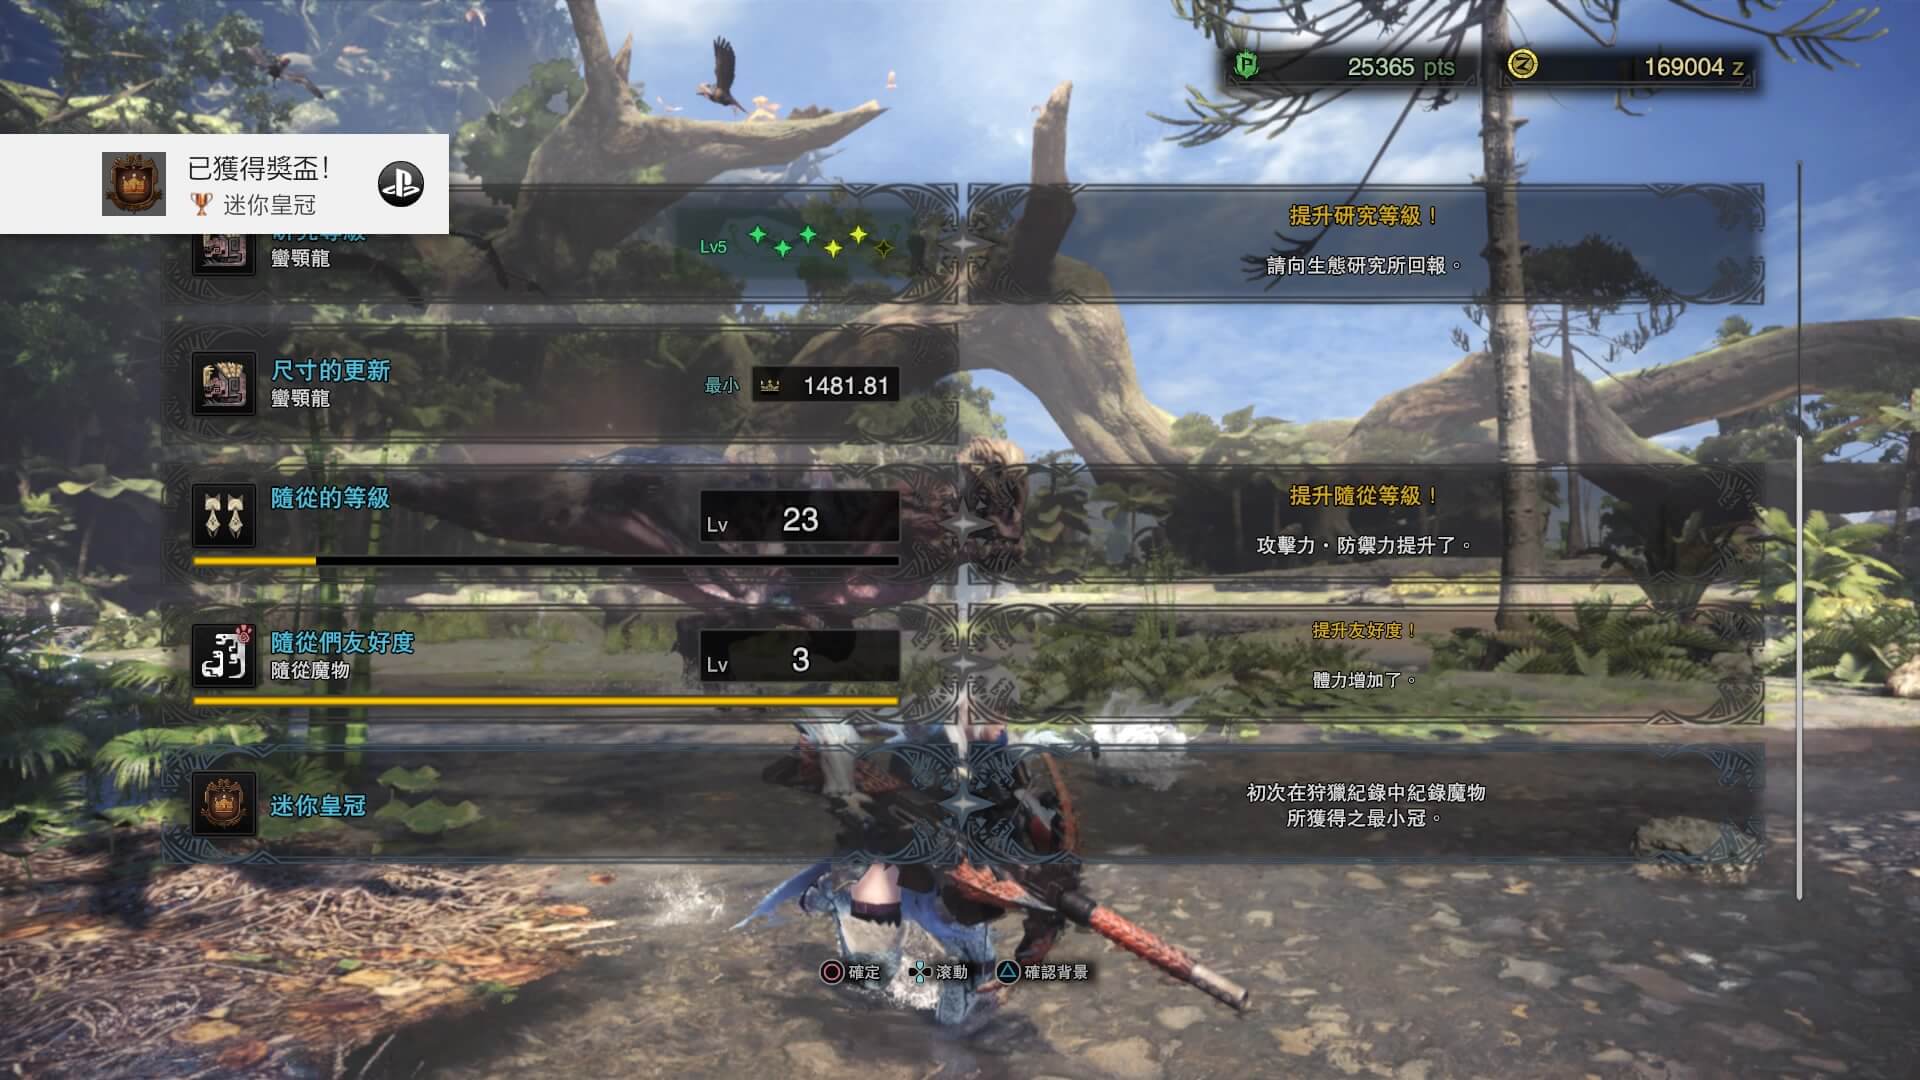 25365 pts
169004 z
已獲得獎盃！
迷你皇冠
研究等級
蠻顎龍
Lv5
提升研究等級！
請向生態研究所回報。
尺寸的更新
蠻顎龍
最小 1481.81
隨從的等級
Lv 23
提升隨從等級！
攻擊力・防禦力提升了。
隨從們友好度
隨從魔物
Lv 3
提升友好度！
體力增加了。
迷你皇冠
初次在狩獵紀錄中紀錄魔物
所獲得之最小冠。
確定 滾動 確認背景